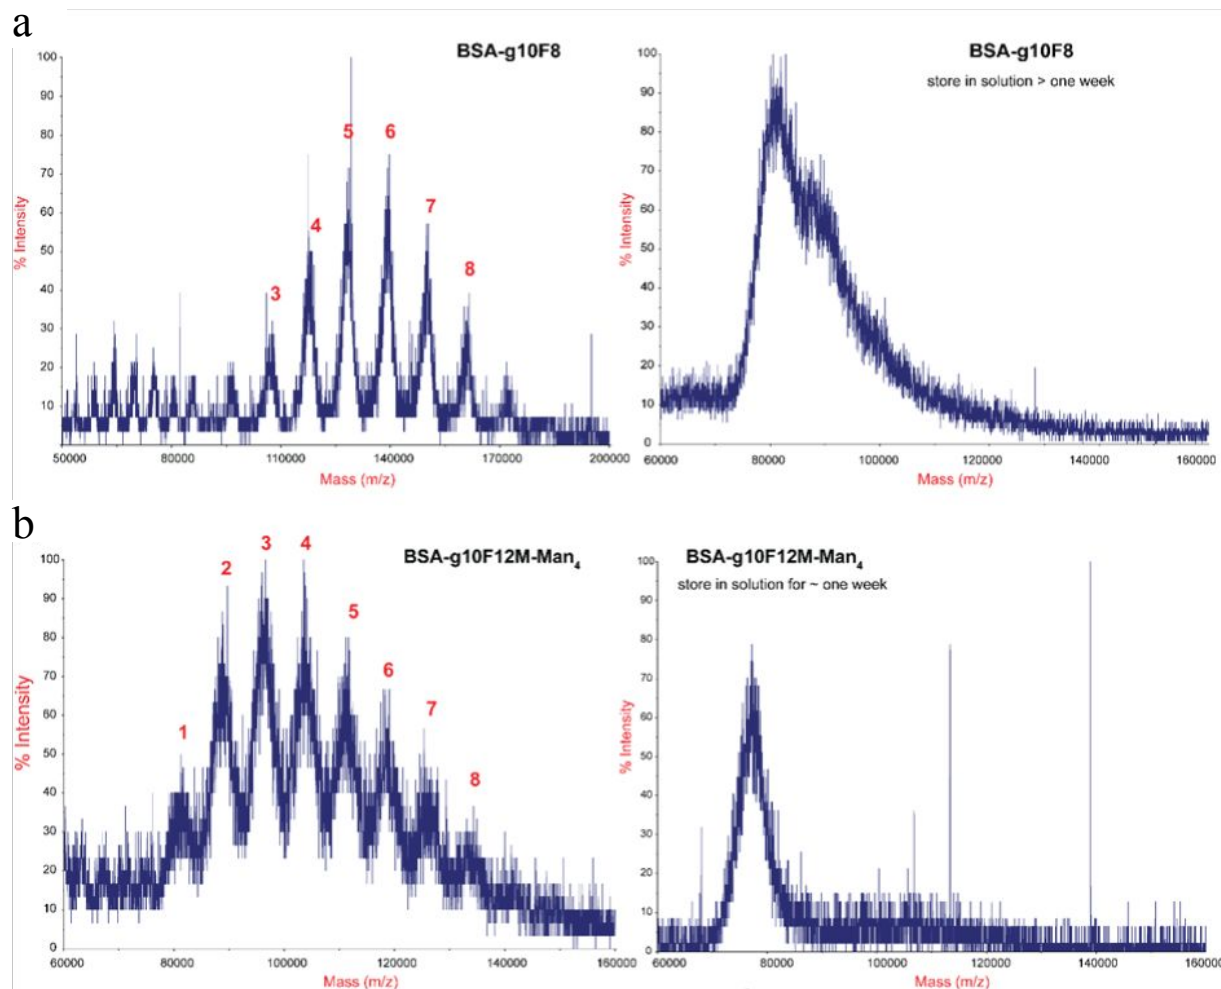 a
BSA-g10F8
100
90
80
70
60
50
40
30
20
10
0
% Intensity
3
4
5
6
7
8
50000 80000 110000 140000 170000 200000
Mass (m/z)
BSA-g10F8
store in solution > one week
100
90
80
70
60
50
40
30
20
10
0
% Intensity
60000 80000 100000 120000 140000 160000
Mass (m/z)
b
BSA-g10F12M-Man₄
100
90
80
70
60
50
40
30
20
10
0
% Intensity
1
2
3
4
5
6
7
8
60000 80000 100000 120000 140000 160000
Mass (m/z)
BSA-g10F12M-Man₄
store in solution for ~ one week
100
90
80
70
60
50
40
30
20
10
0
% Intensity
60000 80000 100000 120000 140000 160000
Mass (m/z)